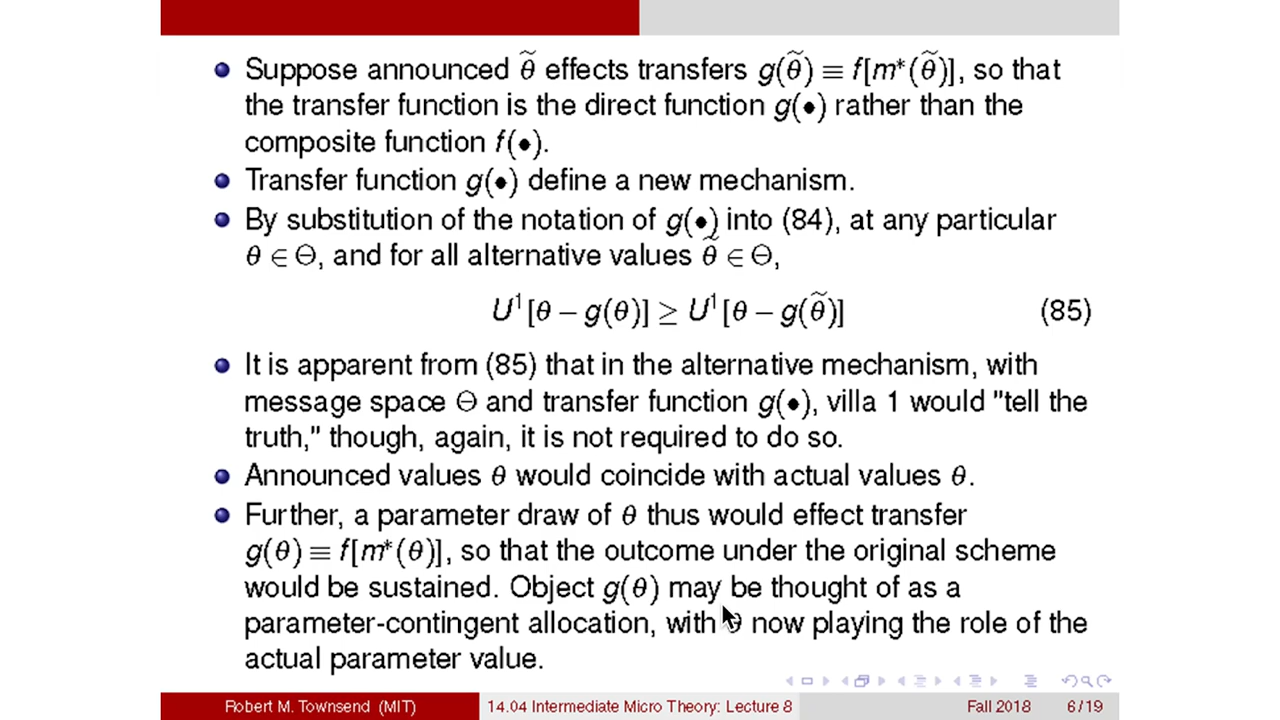 Suppose announced θ̃ effects transfers g(θ̃) ≡ f[m*(θ̃)], so that
the transfer function is the direct function g(•) rather than the
composite function f(•).
Transfer function g(•) define a new mechanism.
By substitution of the notation of g(•) into (84), at any particular
θ ∈ Θ, and for all alternative values θ̃ ∈ Θ,
U¹[θ − g(θ)] ≥ U¹[θ − g(θ̃)] (85)
It is apparent from (85) that in the alternative mechanism, with
message space Θ and transfer function g(•), villa 1 would "tell the
truth," though, again, it is not required to do so.
Announced values θ would coincide with actual values θ.
Further, a parameter draw of θ thus would effect transfer
g(θ) ≡ f[m*(θ)], so that the outcome under the original scheme
would be sustained. Object g(θ) may be thought of as a
parameter-contingent allocation, with θ now playing the role of the
actual parameter value.
Robert M. Townsend (MIT) 14.04 Intermediate Micro Theory: Lecture 8 Fall 2018 6/19